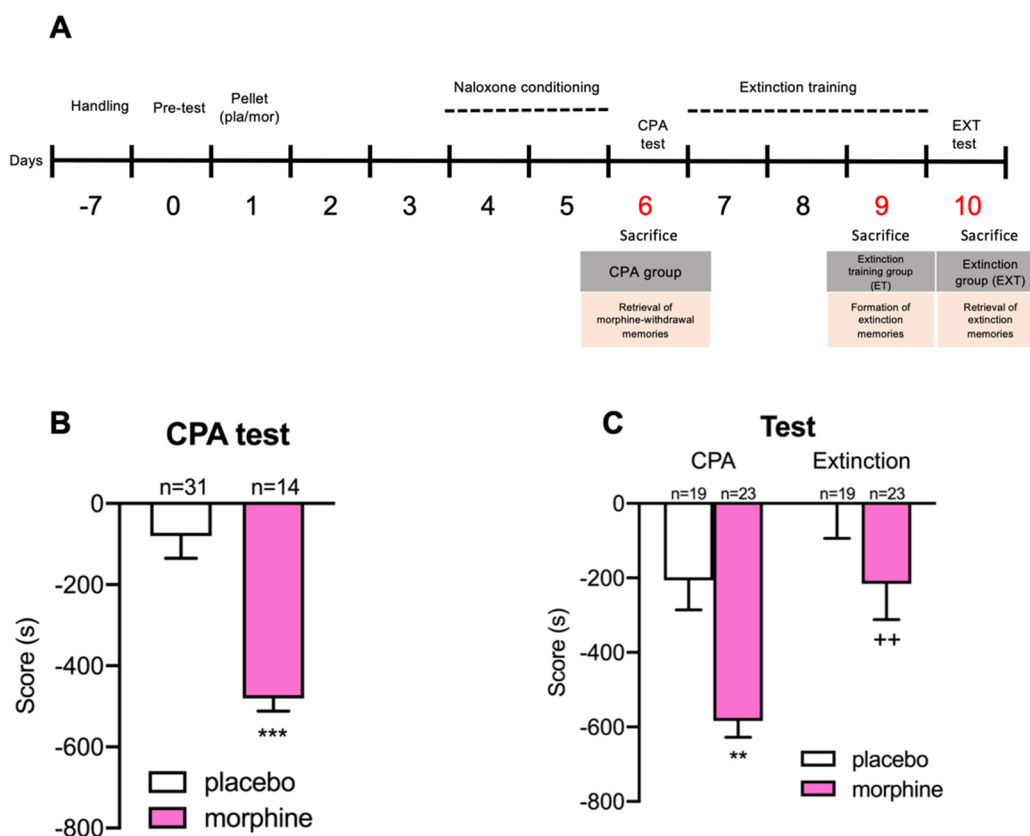 A
Handling
Pre-test
Pellet
(pla/mor)
Naloxone conditioning
Extinction training
CPA
test
EXT
test
Days
-7 0 1 2 3 4 5 6 7 8 9 10
Sacrifice
CPA group
Retrieval of
morphine-withdrawal
memories
Sacrifice
Extinction
training group
(ET)
Formation of
extinction
memories
Sacrifice
Extinction
group (EXT)
Retrieval of
extinction
memories
B
CPA test
n=31 n=14
0
-200
-400
-600
-800
Score (s)
***
placebo
morphine
C
Test
CPA Extinction
n=19 n=23 n=19 n=23
0
-200
-400
-600
-800
Score (s)
**
++
placebo
morphine